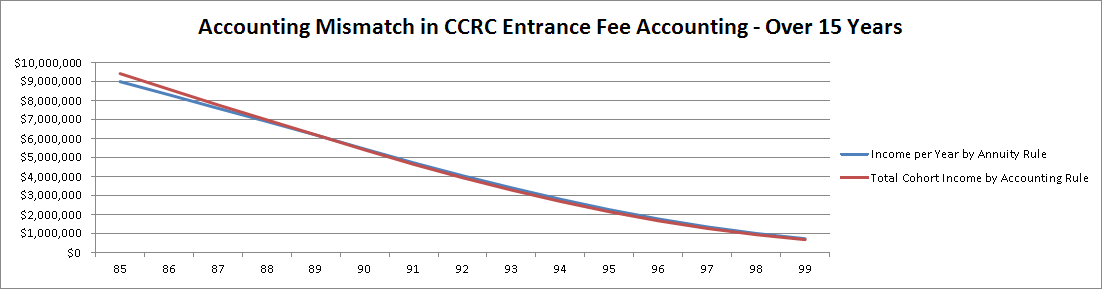 Accounting Mismatch in CCRC Entrance Fee Accounting - Over 15 Years
$10,000,000
$9,000,000
$8,000,000
$7,000,000
$6,000,000
$5,000,000
$4,000,000
$3,000,000
$2,000,000
$1,000,000
$0
85 86 87 88 89 90 91 92 93 94 95 96 97 98 99
Income per Year by Annuity Rule
Total Cohort Income by Accounting Rule